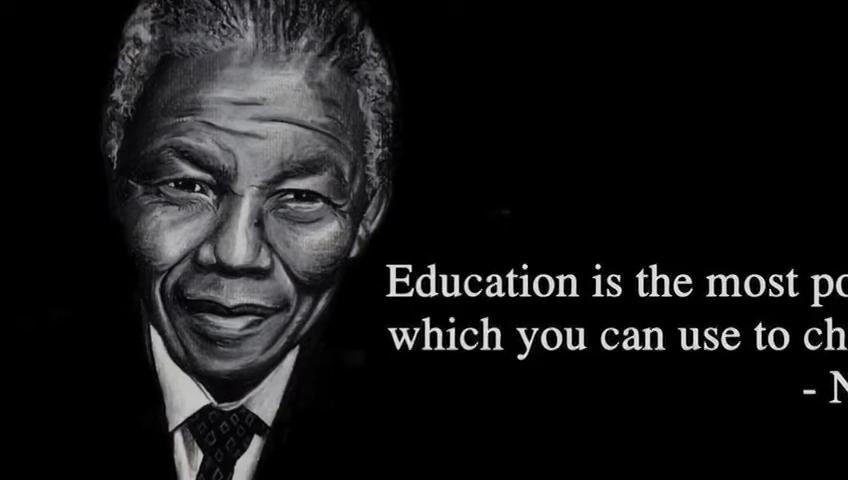 Education is the most po
which you can use to ch
- N